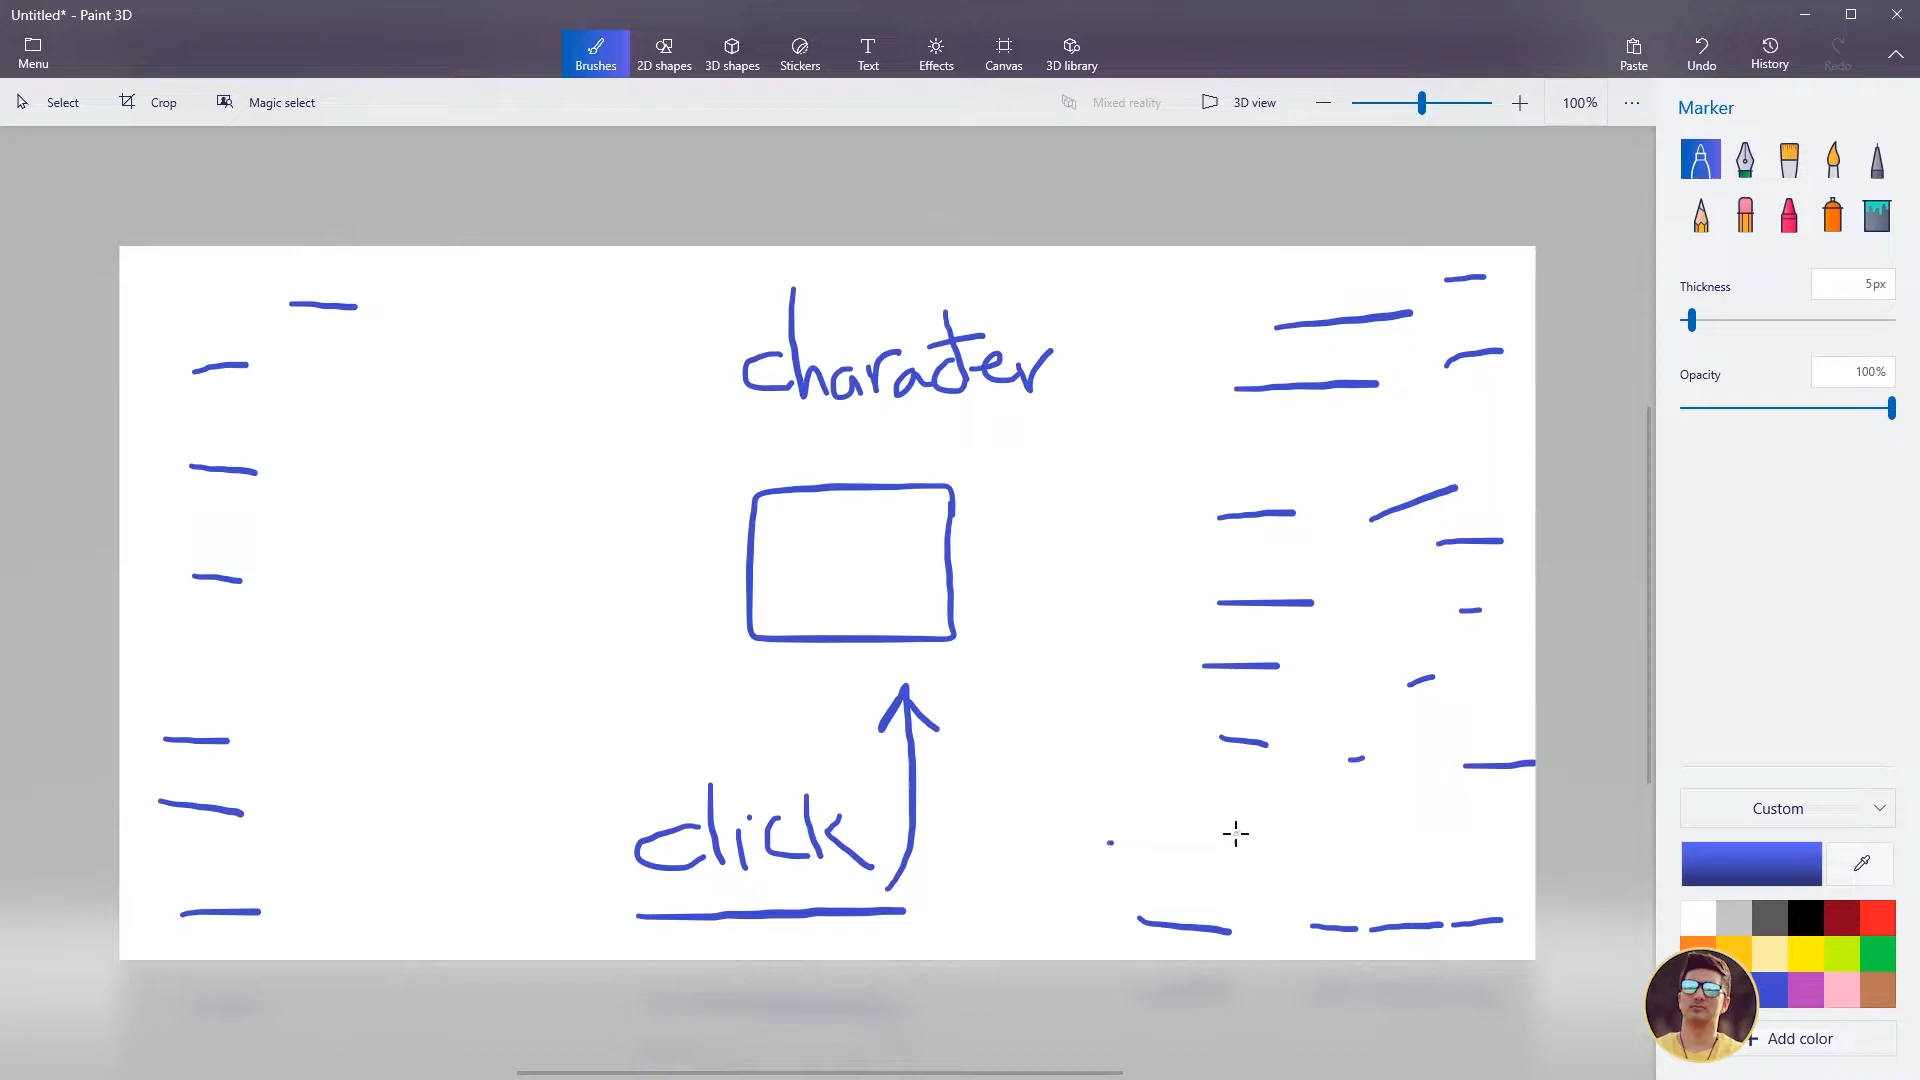 Untitled* - Paint 3D
Menu
Brushes 2D shapes 3D shapes Stickers Text Effects Canvas 3D library
Paste Undo History Redo
Select Crop Magic select
Mixed reality 3D view 100%
Marker
Thickness 5px
Opacity 100%
character
click
Custom
Add color